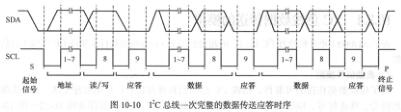 SDA
SCL
S 1~7 8 9 1~7 8 9 1~7 8 9 P
起始信号 地址 读/写 应答 数据 应答 数据 应答 终止信号
图 10-10 I²C 总线一次完整的数据传送应答时序